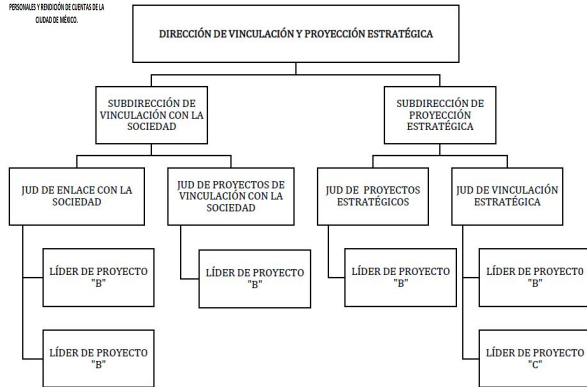 PERSONALES Y RENDICIÓN DE CUENTAS DE LA
CIUDAD DE MÉXICO.
DIRECCIÓN DE VINCULACIÓN Y PROYECCIÓN ESTRATÉGICA
SUBDIRECCIÓN DE
VINCULACIÓN CON LA
SOCIEDAD
SUBDIRECCIÓN DE
PROYECCIÓN
ESTRATÉGICA
JUD DE ENLACE CON LA
SOCIEDAD
JUD DE PROYECTOS DE
VINCULACIÓN CON LA
SOCIEDAD
JUD DE PROYECTOS
ESTRATÉGICOS
JUD DE VINCULACIÓN
ESTRATÉGICA
LÍDER DE PROYECTO
"B"
LÍDER DE PROYECTO
"B"
LÍDER DE PROYECTO
"B"
LÍDER DE PROYECT0
"B"
LÍDER DE PROYECTO
"B"
LÍDER DE PROYECTO
"C"